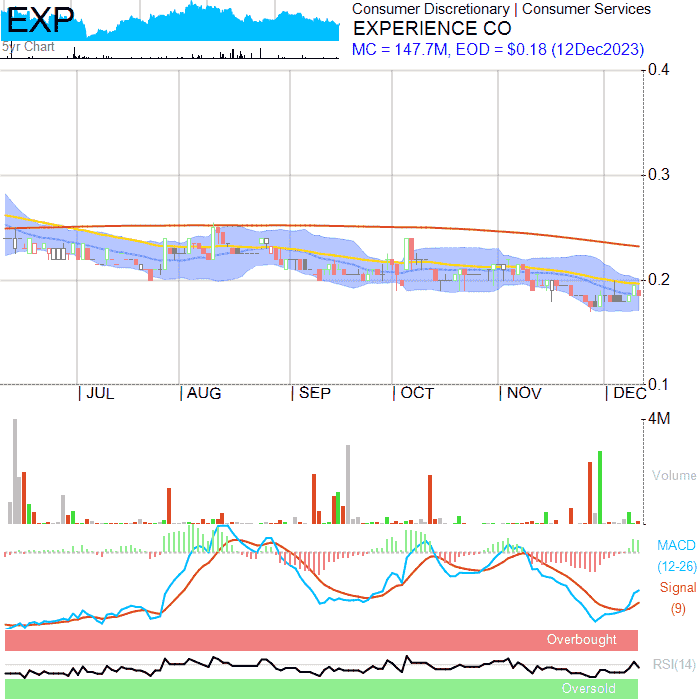 EXP
5yr Chart
Consumer Discretionary | Consumer Services
EXPERIENCE CO
MC = 147.7M, EOD = $0.18 (12Dec2023)
0.4
0.3
0.2
0.1
JUL
AUG
SEP
OCT
NOV
DEC
4M
Volume
MACD
(12-26)
Signal
(9)
Overbought
RSI(14)
Oversold